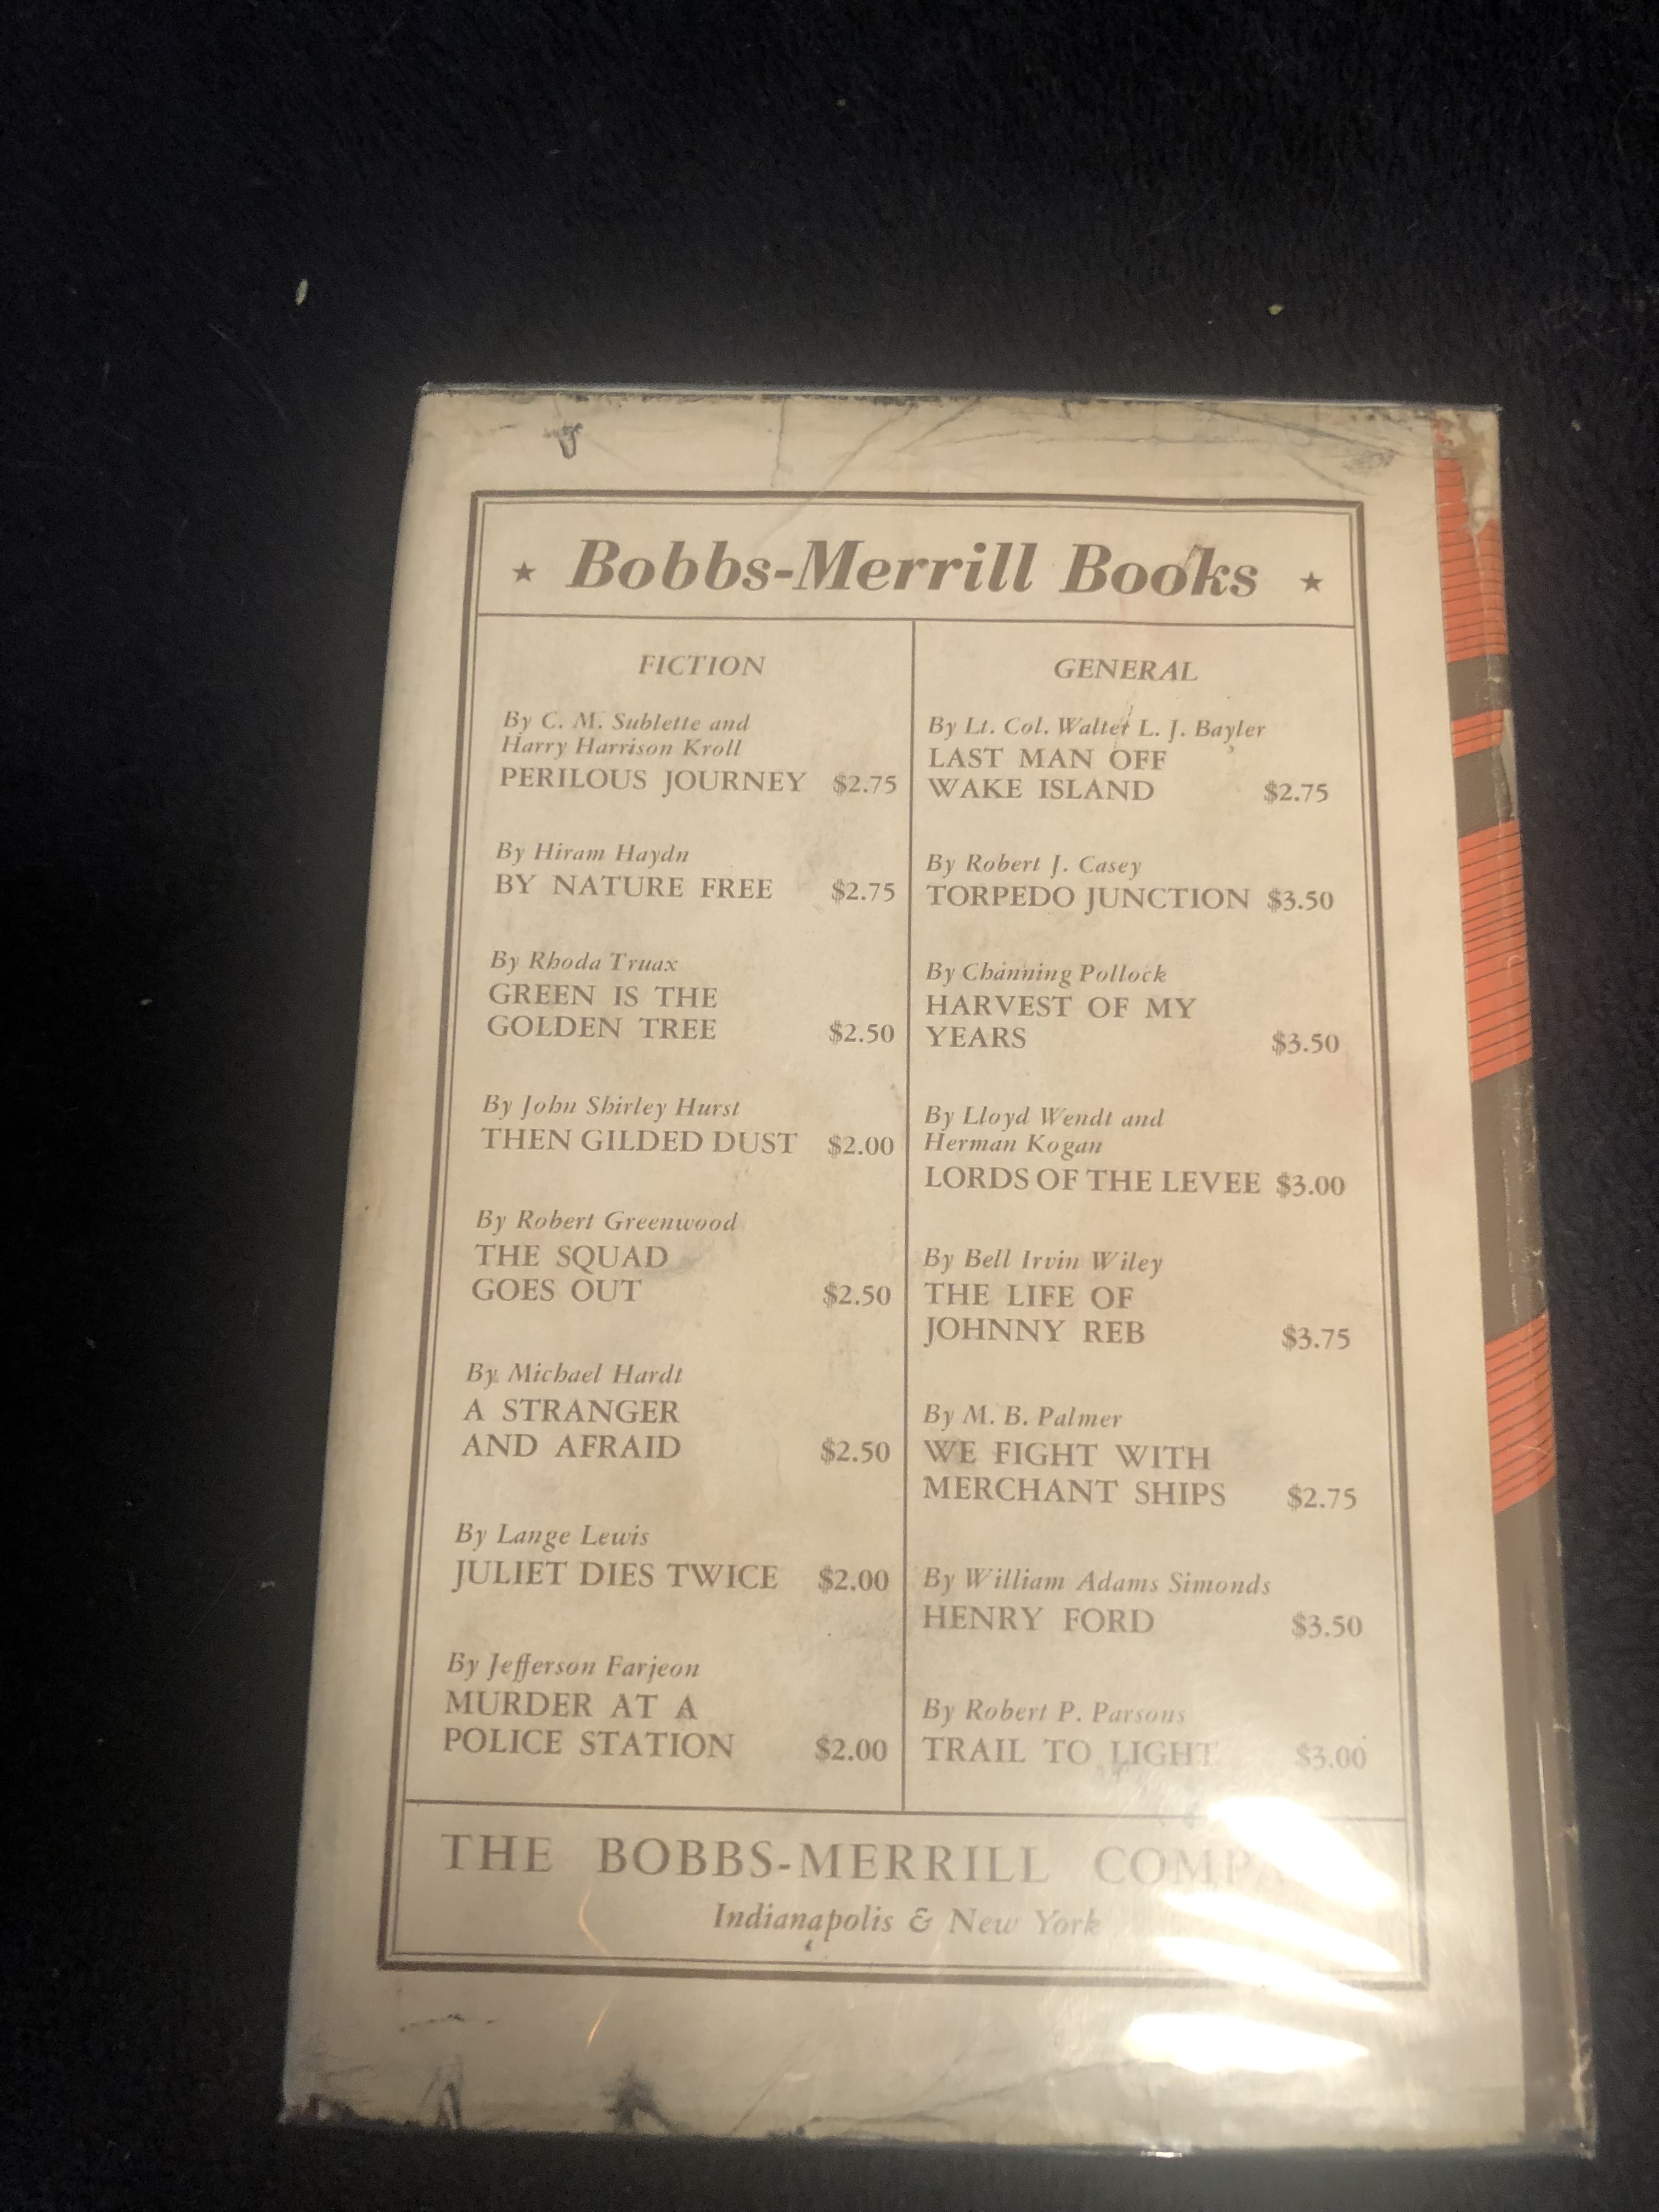 ★ Bobbs-Merrill Books ★
FICTION
By C. M. Sublette and
Harry Harrison Kroll
PERILOUS JOURNEY $2.75
By Hiram Haydn
BY NATURE FREE $2.75
By Rhoda Truax
GREEN IS THE
GOLDEN TREE $2.50
By John Shirley Hurst
THEN GILDED DUST $2.00
By Robert Greenwood
THE SQUAD
GOES OUT $2.50
By Michael Hardt
A STRANGER
AND AFRAID $2.50
By Lange Lewis
JULIET DIES TWICE $2.00
By Jefferson Farjeon
MURDER AT A
POLICE STATION $2.00
GENERAL
By Lt. Col. Walter L. J. Bayler
LAST MAN OFF
WAKE ISLAND $2.75
By Robert J. Casey
TORPEDO JUNCTION $3.50
By Channing Pollock
HARVEST OF MY
YEARS $3.50
By Lloyd Wendt and
Herman Kogan
LORDS OF THE LEVEE $3.00
By Bell Irvin Wiley
THE LIFE OF
JOHNNY REB $3.75
By M. B. Palmer
WE FIGHT WITH
MERCHANT SHIPS $2.75
By William Adams Simonds
HENRY FORD $3.50
By Robert P. Parsons
TRAIL TO LIGHT $3.00
THE BOBBS-MERRILL
Indianapolis & New York